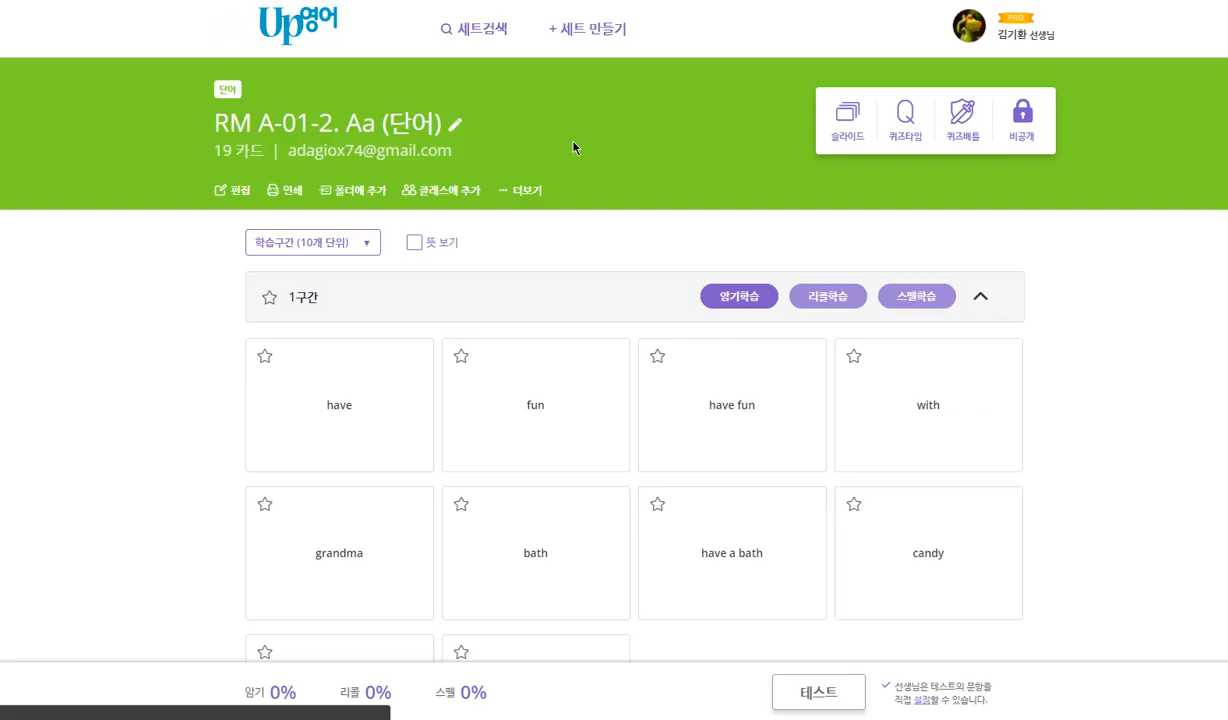 Up영어
세트검색
+ 세트 만들기
PRO
김기환 선생님
단어
RM A-01-2. Aa (단어)
19 카드 | adagiox74@gmail.com
슬라이드
퀴즈타임
퀴즈배틀
비공개
편집
인쇄
폴더에 추가
클래스에 추가
··· 더보기
학습구간 (10개 단위) ▼
뜻 보기
1구간
암기학습
리콜학습
스펠학습
have
fun
have fun
with
grandma
bath
have a bath
candy
암기 0%
리콜 0%
스펠 0%
테스트
선생님은 테스트의 문항을
직접 설정할 수 있습니다.